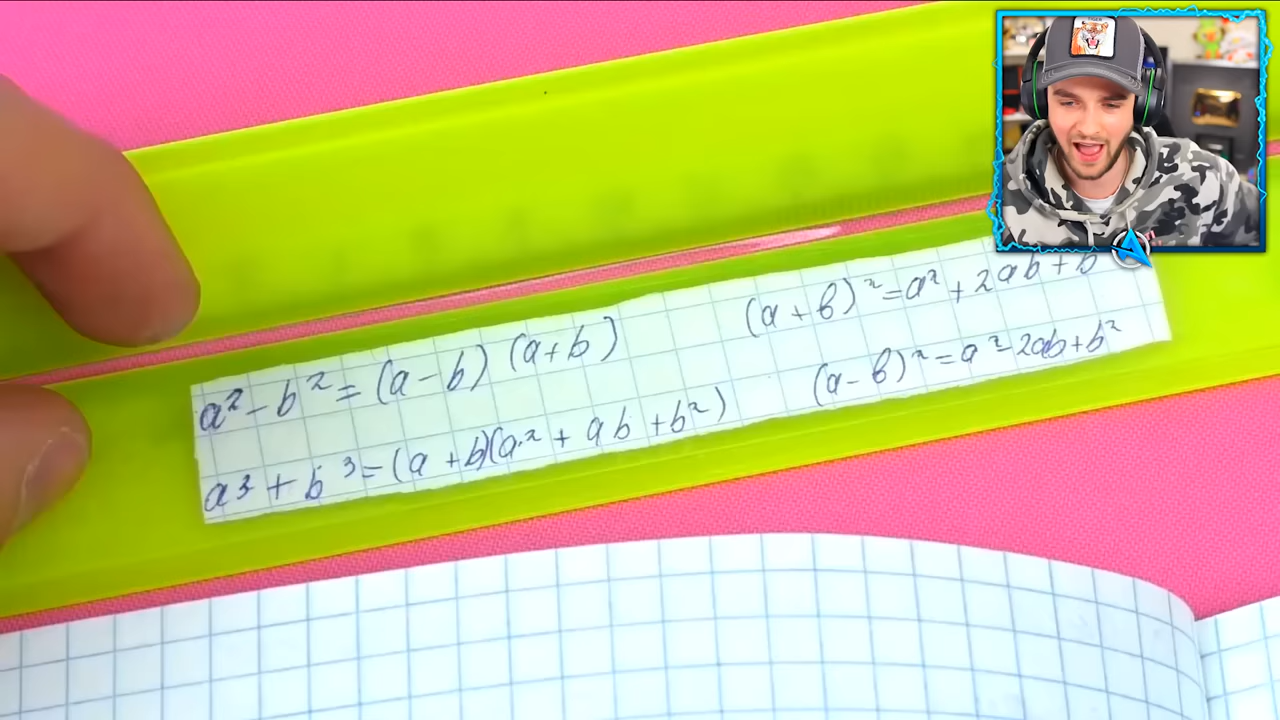 a² - b² = (a - b) (a + b)
a³ + b³ = (a + b)(a² + ab + b²)
(a + b)² = a² + 2ab + b
(a - b)² = a² - 2ab + b²